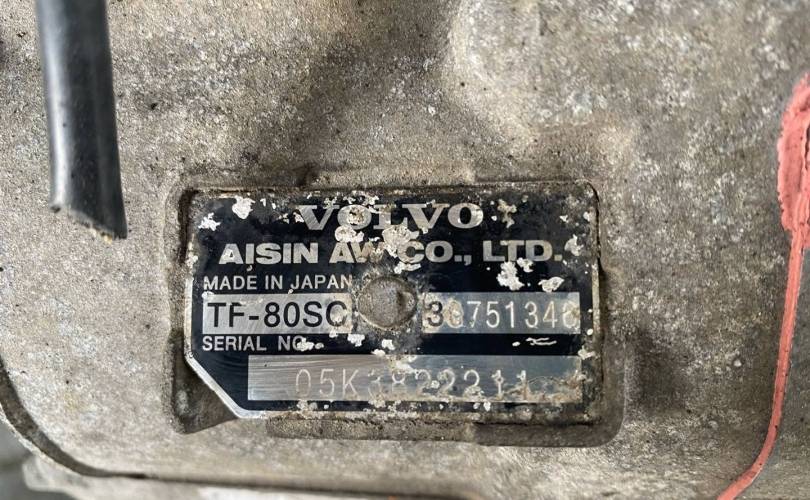 VOLVO
AISIN AW CO., LTD.
MADE IN JAPAN
TF-80SC 30751346
SERIAL NO.
05K3822211